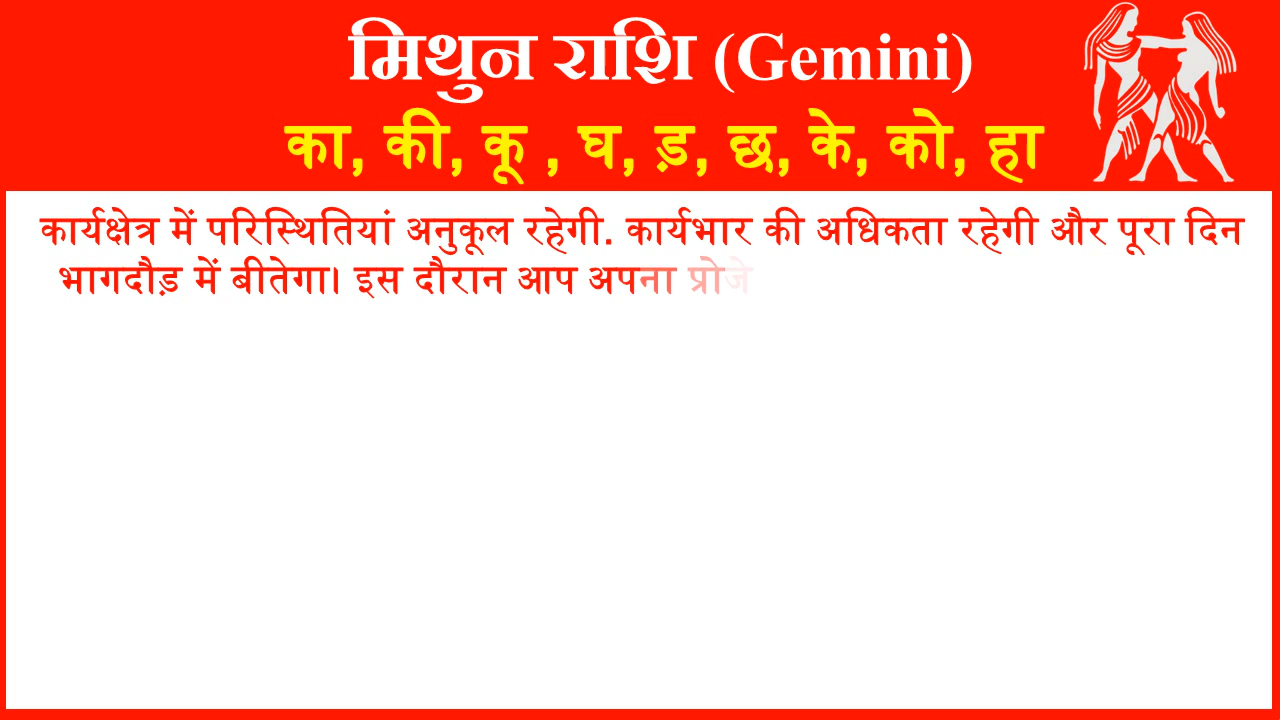 मिथुन राशि (Gemini)
का, की, कू , घ, ड़, छ, के, को, हा
कार्यक्षेत्र में परिस्थितियां अनुकूल रहेगी. कार्यभार की अधिकता रहेगी और पूरा दिन
भागदौड़ में बीतेगा। इस दौरान आप अपना प्रोजे